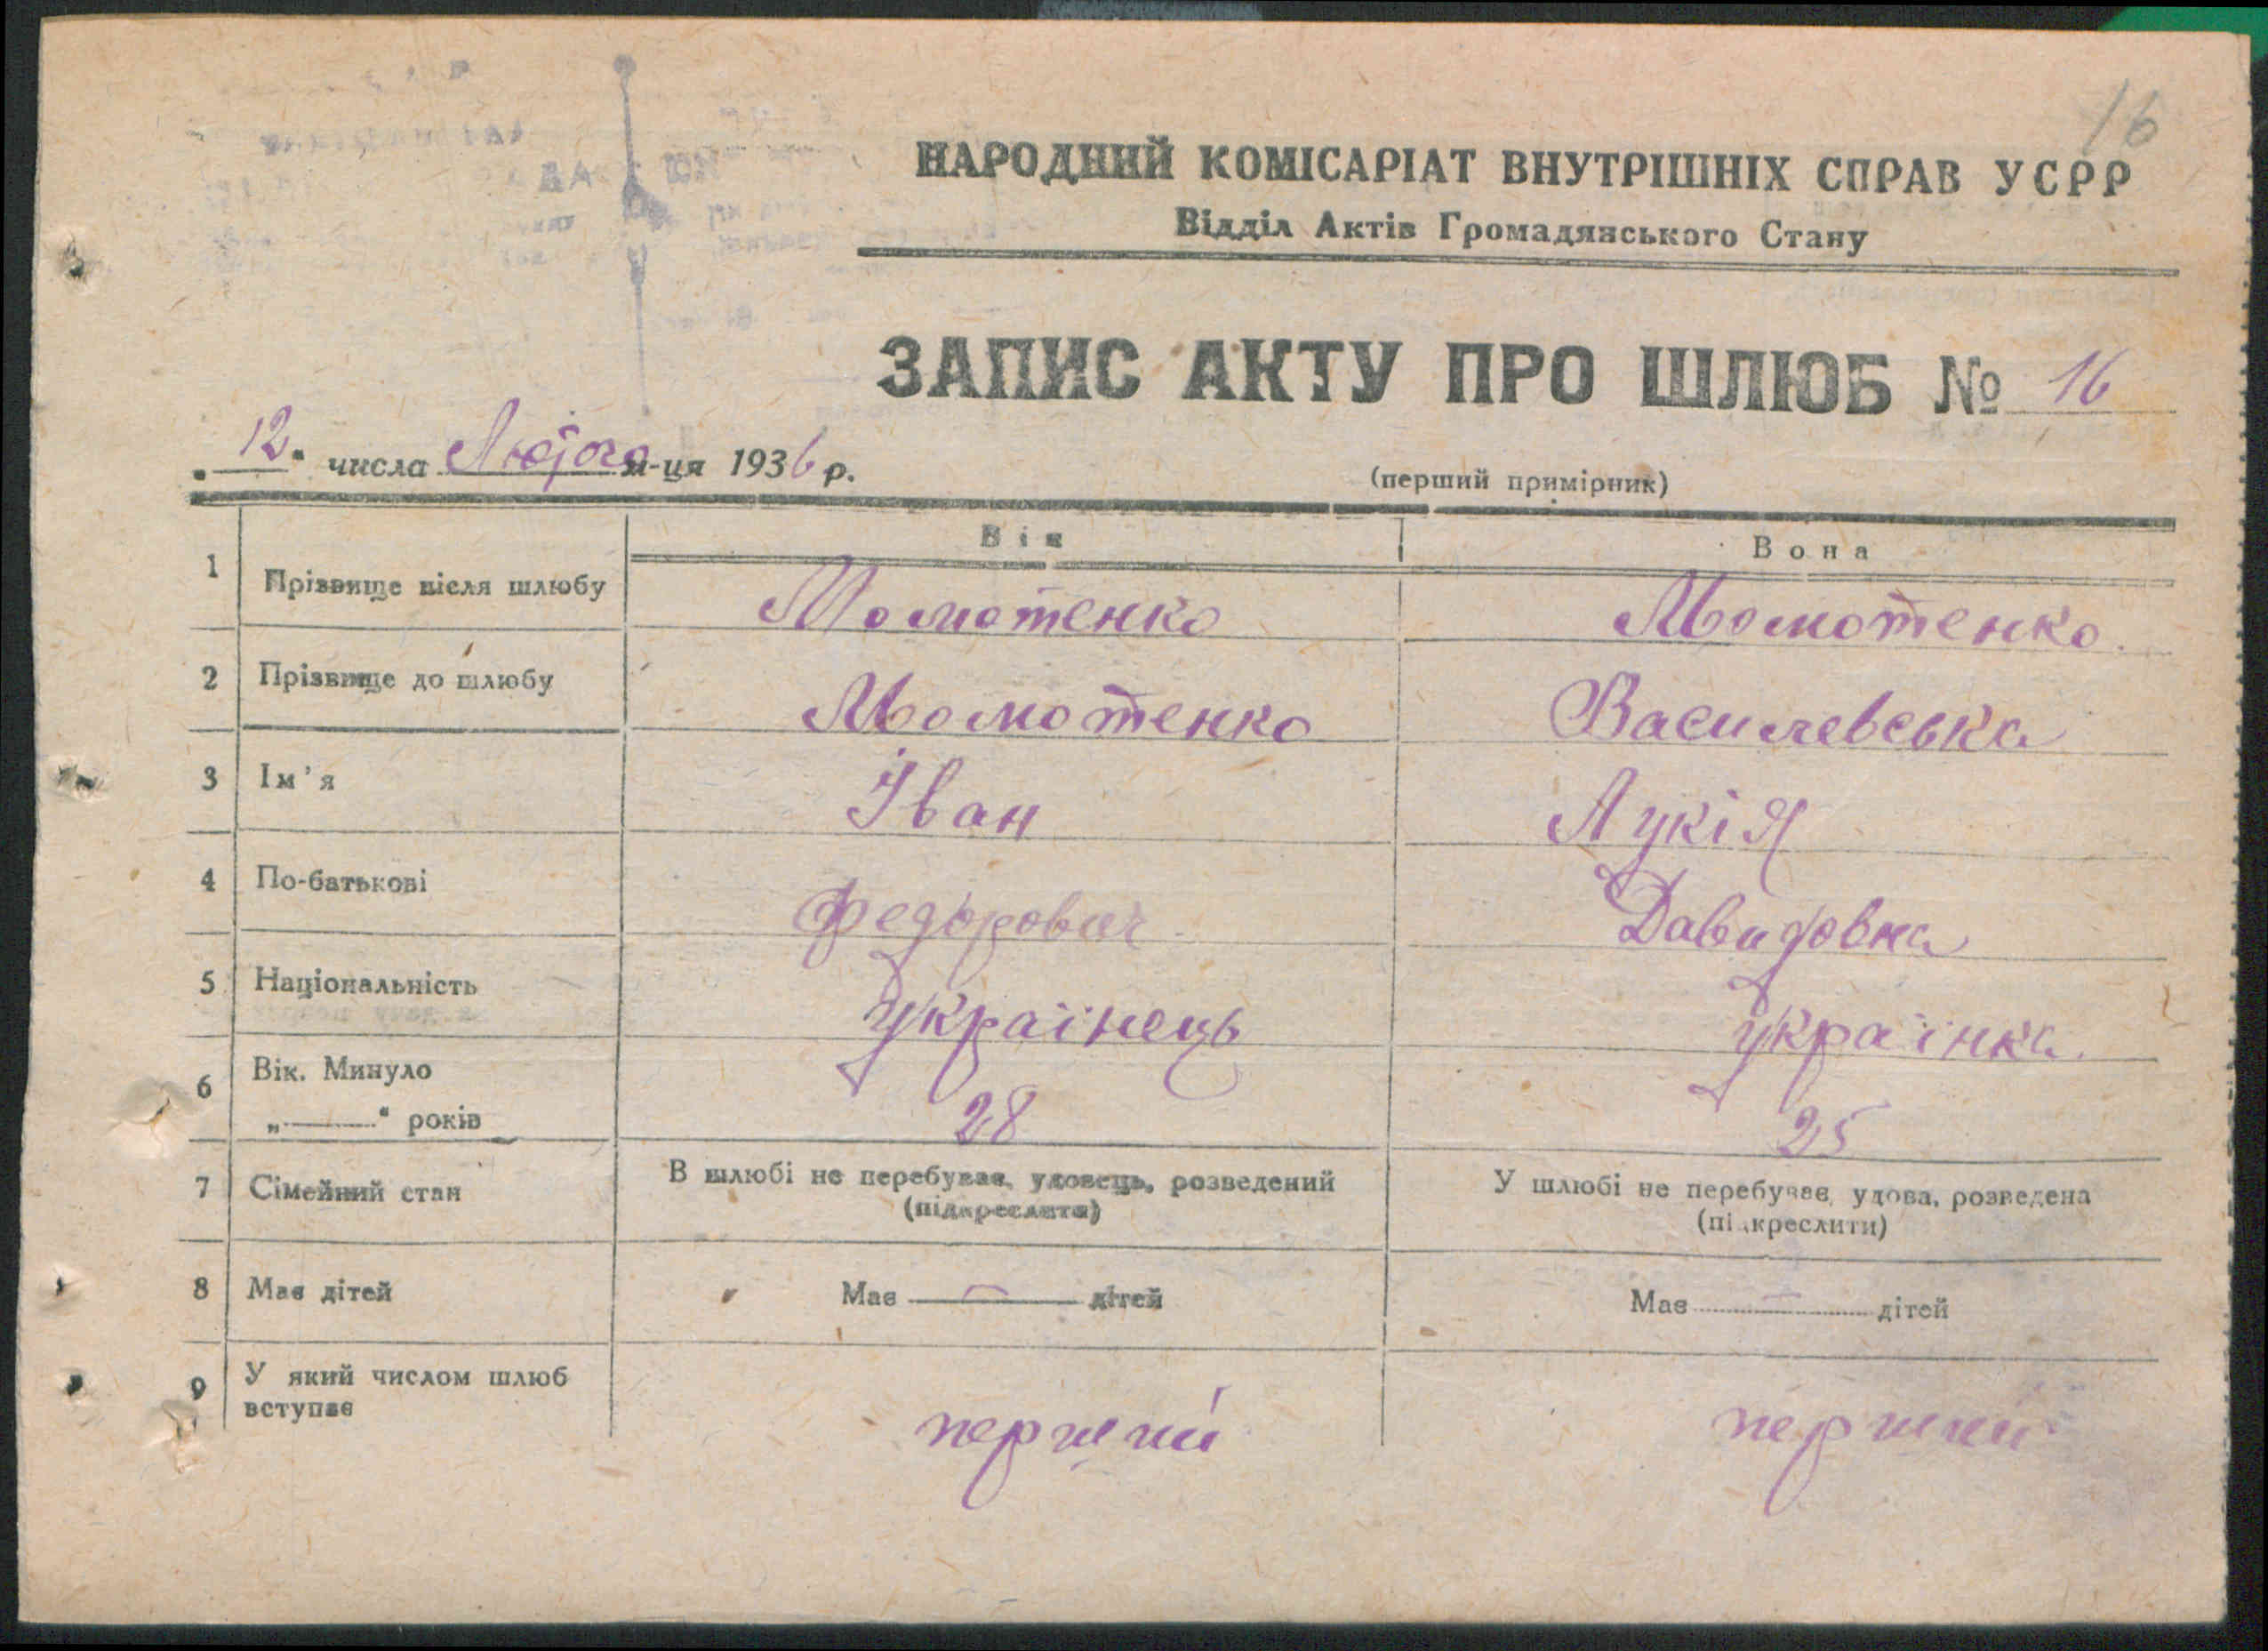 16
НАРОДНИЙ КОМІСАРІАТ ВНУТРІШНІХ СПРАВ УСРР
Відділ Актів Громадянського Стану
ЗАПИС АКТУ ПРО ШЛЮБ № 16
"12" числа Лютого м-ця 1936 р.
(перший примірник)
Він Вона
1 Прізвище після шлюбу Момотенко Момотенко
2 Прізвище до шлюбу Момотенко Василевська
3 Ім'я Іван Лукія
4 По-батькові Федорович Давидовна
5 Національність українець українка
6 Вік. Минуло
„——" років 28 25
7 Сімейний стан В шлюбі не перебуває, удовець, розведений У шлюбі не перебуває, удова, розведена
(підкреслити) (підкреслити)
8 Має дітей Має — дітей Має — дітей
9 У який числом шлюб
вступає перший перший